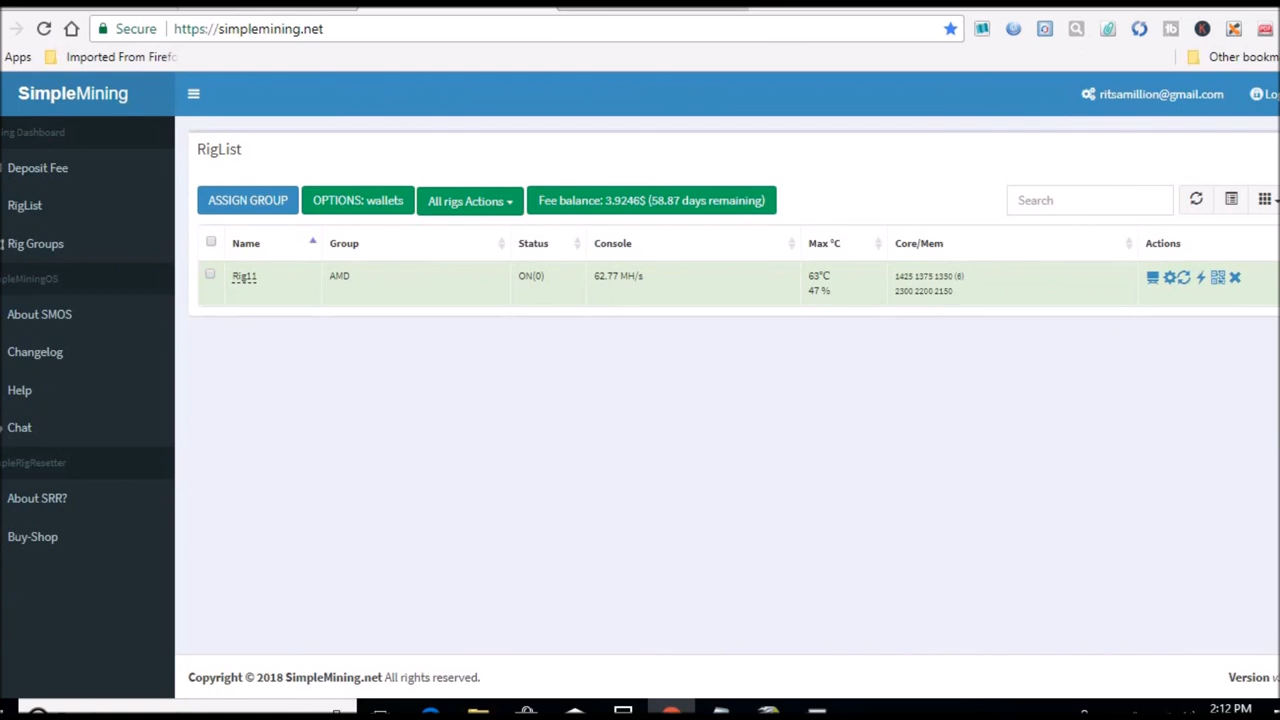 Secure https://simplemining.net
Apps Imported From Firefo
Other bookm
SimpleMining
ritsamillion@gmail.com
Lo
ing Dashboard
Deposit Fee
RigList
Rig Groups
pleMiningOS
About SMOS
Changelog
Help
Chat
pleRigResetter
About SRR?
Buy-Shop
RigList
ASSIGN GROUP OPTIONS: wallets All rigs Actions Fee balance: 3.9246$ (58.87 days remaining) Search
Name Group Status Console Max °C Core/Mem Actions
Rig11 AMD ON(0) 62.77 MH/s 63°C 1425 1375 1350 (6)
47 % 2300 2200 2150
Copyright © 2018 SimpleMining.net All rights reserved.
Version
2:12 PM